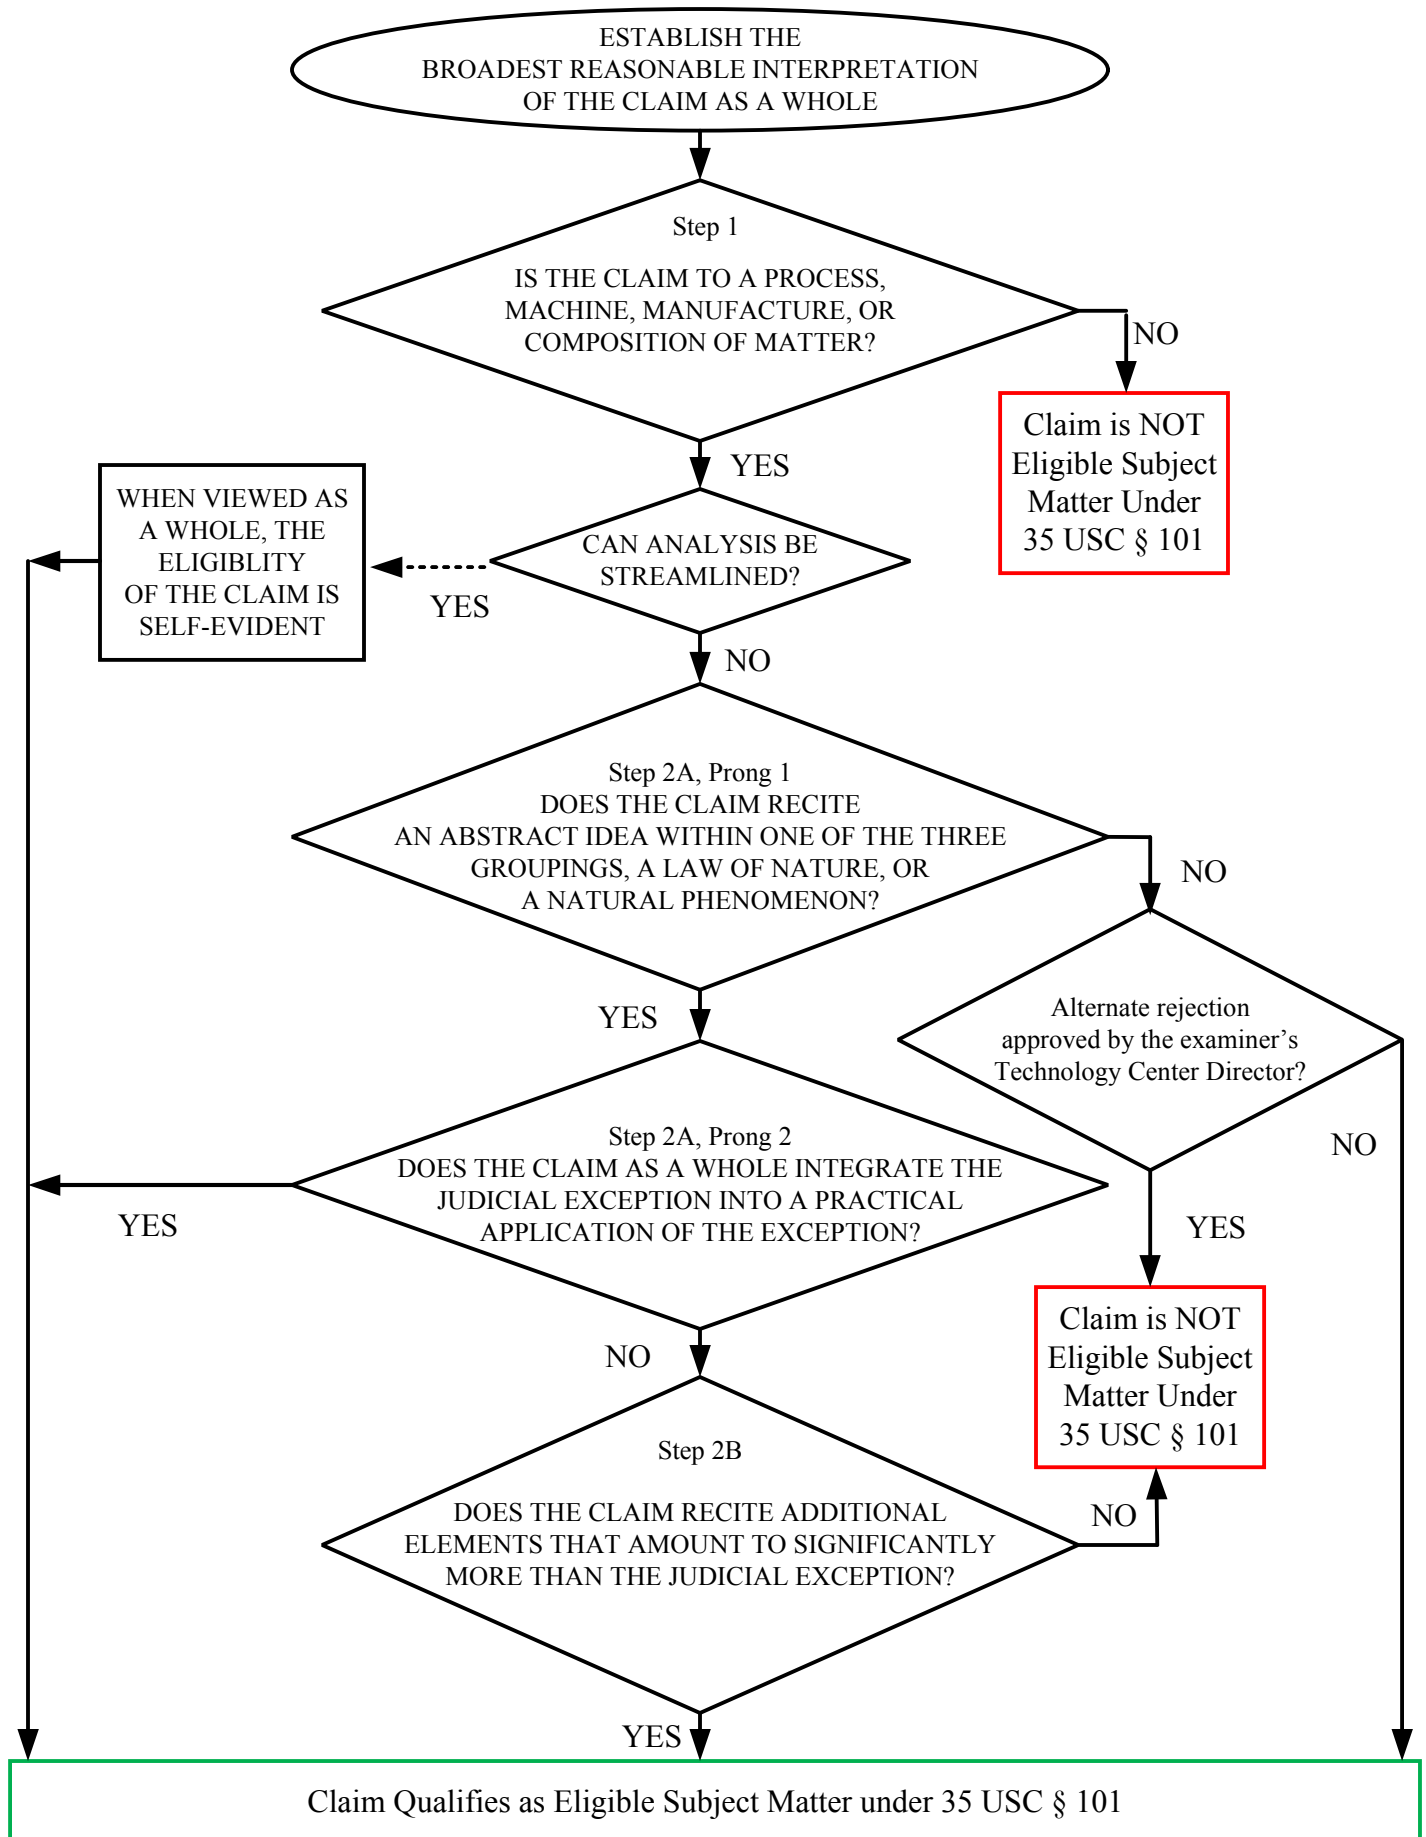 ESTABLISH THE
BROADEST REASONABLE INTERPRETATION
OF THE CLAIM AS A WHOLE
Step 1
IS THE CLAIM TO A PROCESS,
MACHINE, MANUFACTURE, OR
COMPOSITION OF MATTER?
NO
Claim is NOT
Eligible Subject
Matter Under
35 USC § 101
YES
CAN ANALYSIS BE
STREAMLINED?
YES
WHEN VIEWED AS
A WHOLE, THE
ELIGIBLITY
OF THE CLAIM IS
SELF-EVIDENT
NO
Step 2A, Prong 1
DOES THE CLAIM RECITE
AN ABSTRACT IDEA WITHIN ONE OF THE THREE
GROUPINGS, A LAW OF NATURE, OR
A NATURAL PHENOMENON?
NO
Alternate rejection
approved by the examiner’s
Technology Center Director?
NO
YES
YES
Step 2A, Prong 2
DOES THE CLAIM AS A WHOLE INTEGRATE THE
JUDICIAL EXCEPTION INTO A PRACTICAL
APPLICATION OF THE EXCEPTION?
YES
Claim is NOT
Eligible Subject
Matter Under
35 USC § 101
NO
Step 2B
DOES THE CLAIM RECITE ADDITIONAL
ELEMENTS THAT AMOUNT TO SIGNIFICANTLY
MORE THAN THE JUDICIAL EXCEPTION?
NO
YES
Claim Qualifies as Eligible Subject Matter under 35 USC § 101